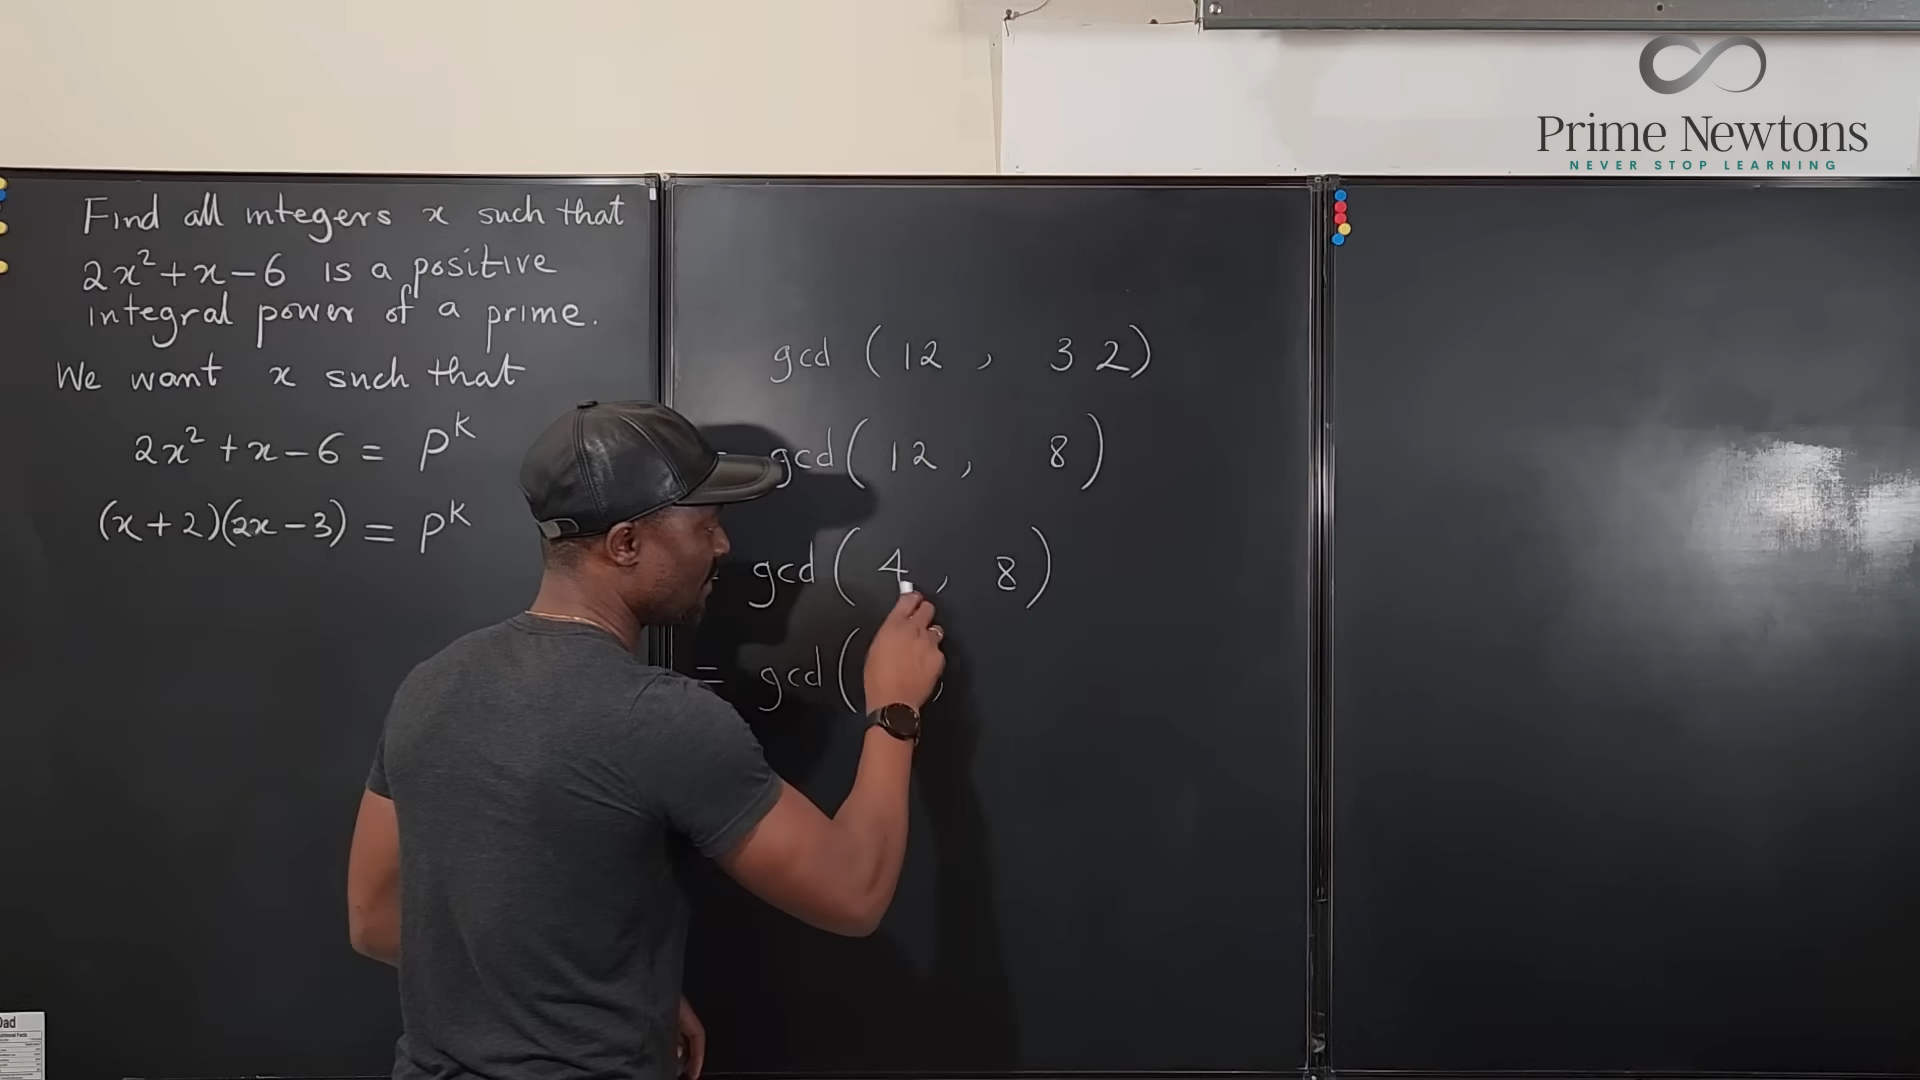 Prime Newtons
NEVER STOP LEARNING
Find all integers x such that
2x² + x − 6 is a positive
integral power of a prime.
We want x such that
2x² + x − 6 = p^k
(x + 2)(2x − 3) = p^k
gcd (12, 32)
= gcd (12, 8)
= gcd (4, 8)
= gcd ( ,